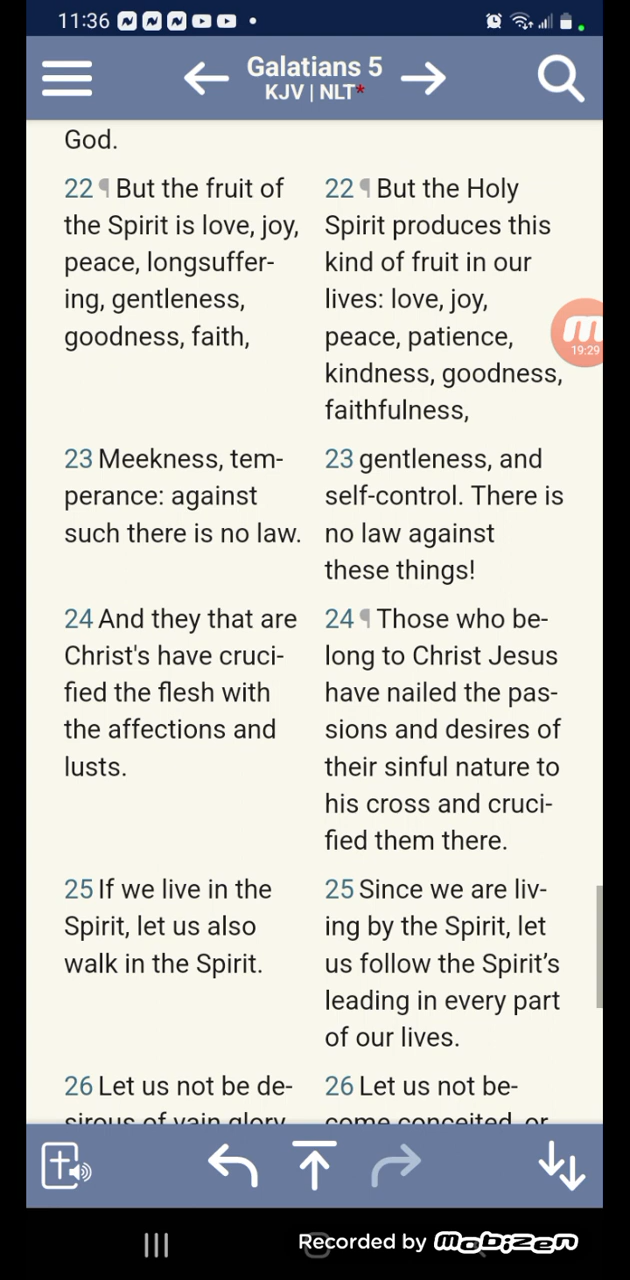 11:36
Galatians 5
KJV | NLT*
God.
22 ¶ But the fruit of
the Spirit is love, joy,
peace, longsuffer-
ing, gentleness,
goodness, faith,
22 ¶ But the Holy
Spirit produces this
kind of fruit in our
lives: love, joy,
peace, patience,
kindness, goodness,
faithfulness,
19:29
23 Meekness, tem-
perance: against
such there is no law.
23 gentleness, and
self-control. There is
no law against
these things!
24 And they that are
Christ's have cruci-
fied the flesh with
the affections and
lusts.
24 ¶ Those who be-
long to Christ Jesus
have nailed the pas-
sions and desires of
their sinful nature to
his cross and cruci-
fied them there.
25 If we live in the
Spirit, let us also
walk in the Spirit.
25 Since we are liv-
ing by the Spirit, let
us follow the Spirit’s
leading in every part
of our lives.
26 Let us not be de-
sirous of vain glory
26 Let us not be-
come conceited, or
Recorded by Mobizen